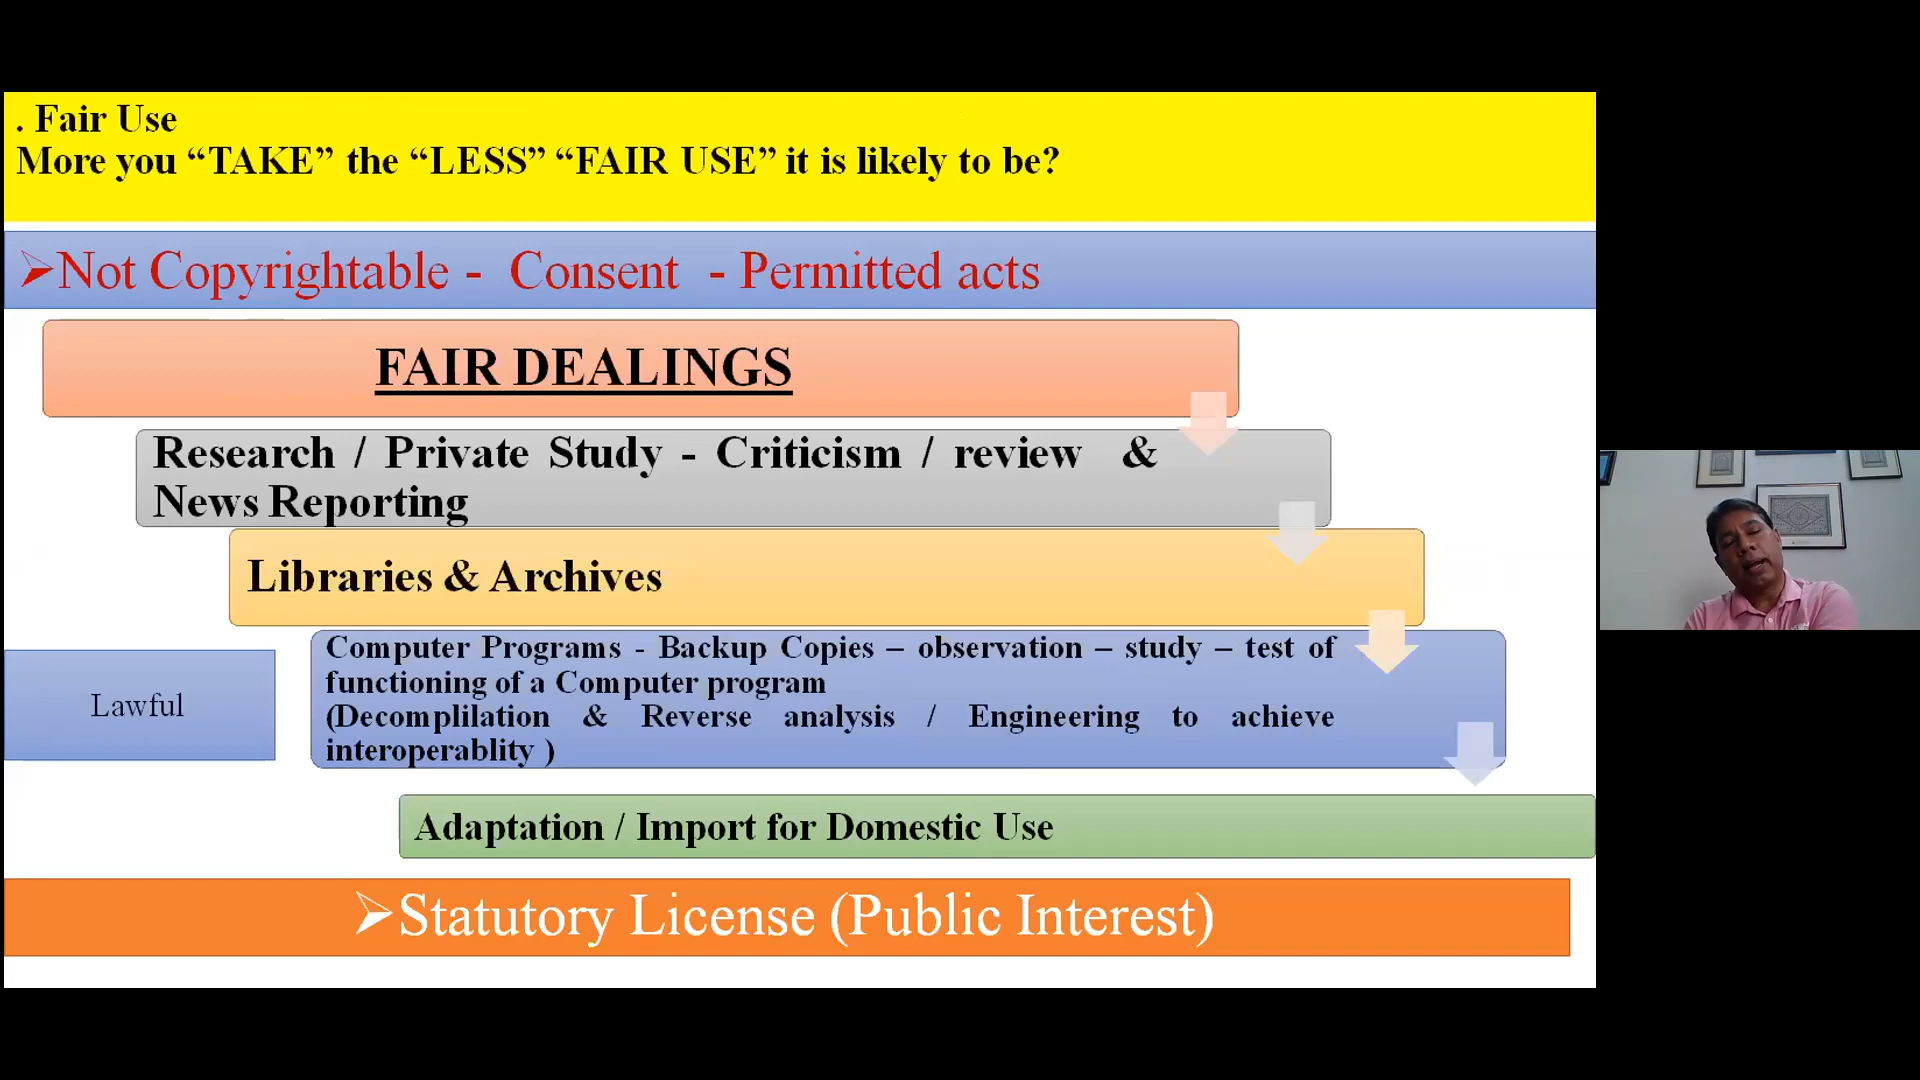 . Fair Use
More you “TAKE” the “LESS” “FAIR USE” it is likely to be?
➢Not Copyrightable - Consent - Permitted acts
FAIR DEALINGS
Research / Private Study - Criticism / review &
News Reporting
Libraries & Archives
Lawful
Computer Programs - Backup Copies – observation – study – test of
functioning of a Computer program
(Decomplilation & Reverse analysis / Engineering to achieve
interoperablity )
Adaptation / Import for Domestic Use
➢Statutory License (Public Interest)